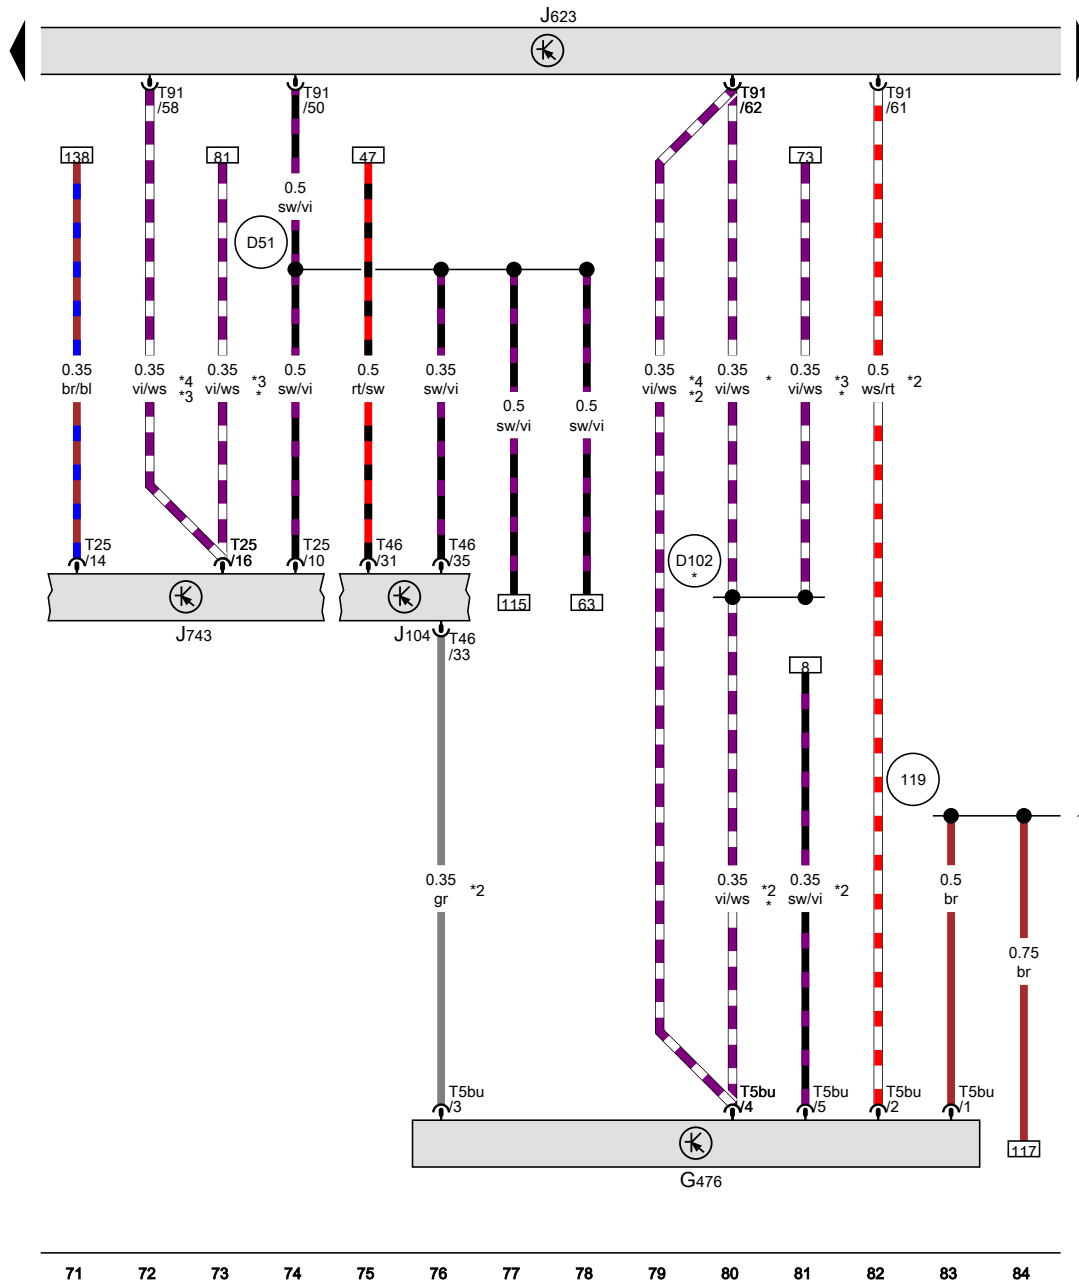 J623
T91
/58
T91
/50
T91
/62
T91
/61
138
81
47
73
0.5
sw/vi
D51
0.35
br/bl
0.35
vi/ws
*4
*3
0.35
vi/ws
*3
*
0.5
sw/vi
0.5
rt/sw
0.35
sw/vi
0.5
sw/vi
0.5
sw/vi
0.35
vi/ws
*4
*2
0.35
vi/ws
*
0.35
vi/ws
*3
*
0.5
ws/rt
*2
T25
/14
T25
/16
T25
/10
T46
/31
T46
/35
D102
*
115
63
J743
J104
T46
/33
8
119
0.35
gr
*2
0.35
vi/ws
*2
*
0.35
sw/vi
*2
0.5
br
0.75
br
T5bu
/3
T5bu
/4
T5bu
/5
T5bu
/2
T5bu
/1
117
G476
71 72 73 74 75 76 77 78 79 80 81 82 83 84